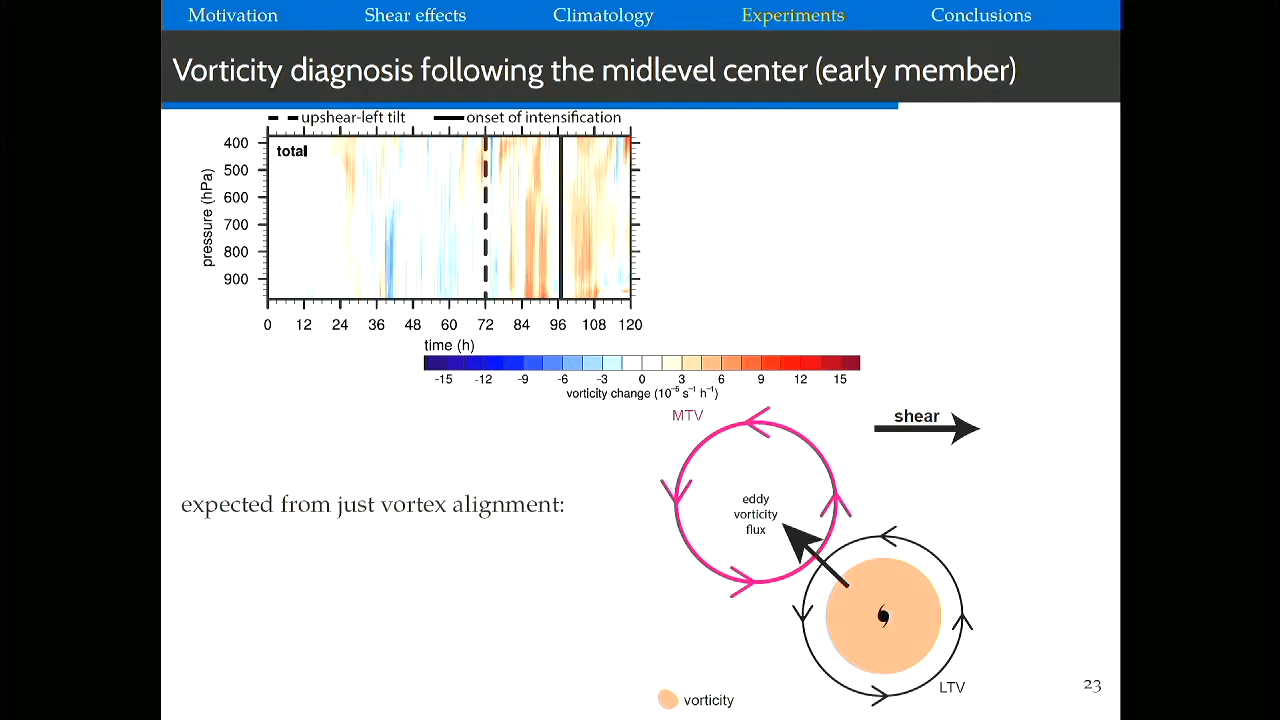 Motivation Shear effects Climatology Experiments Conclusions
Vorticity diagnosis following the midlevel center (early member)
upshear-left tilt onset of intensification
total
pressure (hPa)
400
500
600
700
800
900
0 12 24 36 48 60 72 84 96 108 120
time (h)
-15 -12 -9 -6 -3 0 3 6 9 12 15
vorticity change (10⁻⁵ s⁻¹ h⁻¹)
MTV
shear
expected from just vortex alignment:
eddy
vorticity
flux
LTV
vorticity
23